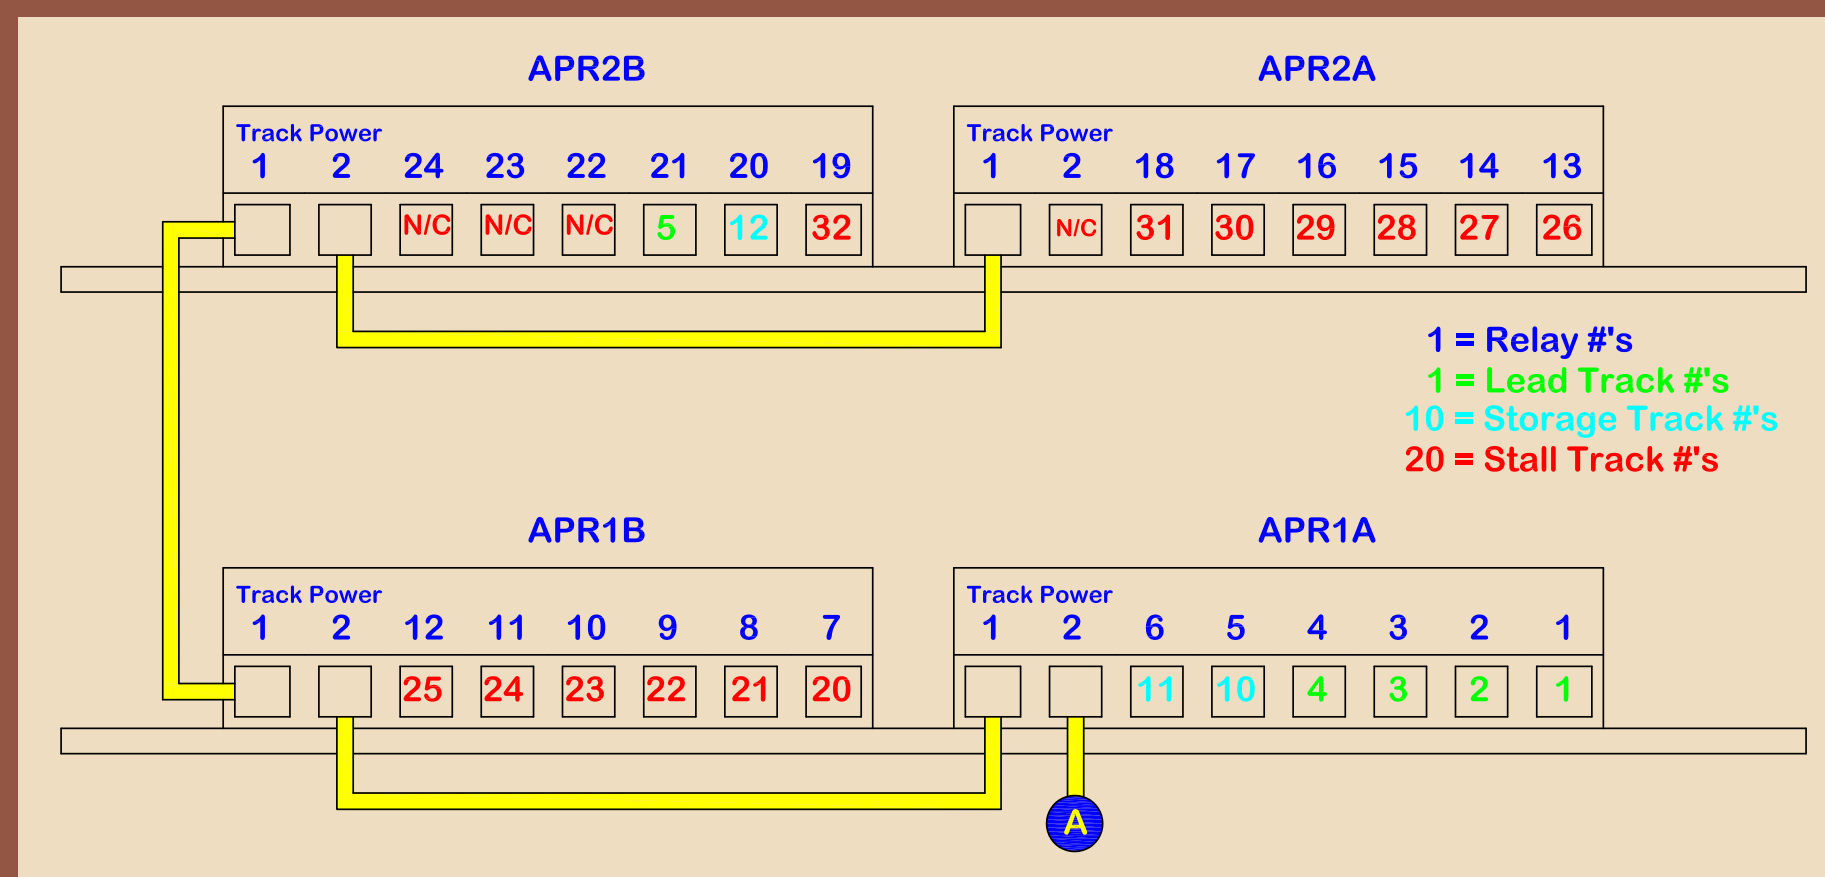 APR2B
APR2A
Track Power
Track Power
1 2 24 23 22 21 20 19
1 2 18 17 16 15 14 13
N/C N/C N/C 5 12 32
N/C 31 30 29 28 27 26
1 = Relay #'s
1 = Lead Track #'s
10 = Storage Track #'s
20 = Stall Track #'s
APR1B
APR1A
Track Power
Track Power
1 2 12 11 10 9 8 7
1 2 6 5 4 3 2 1
25 24 23 22 21 20
11 10 4 3 2 1
A